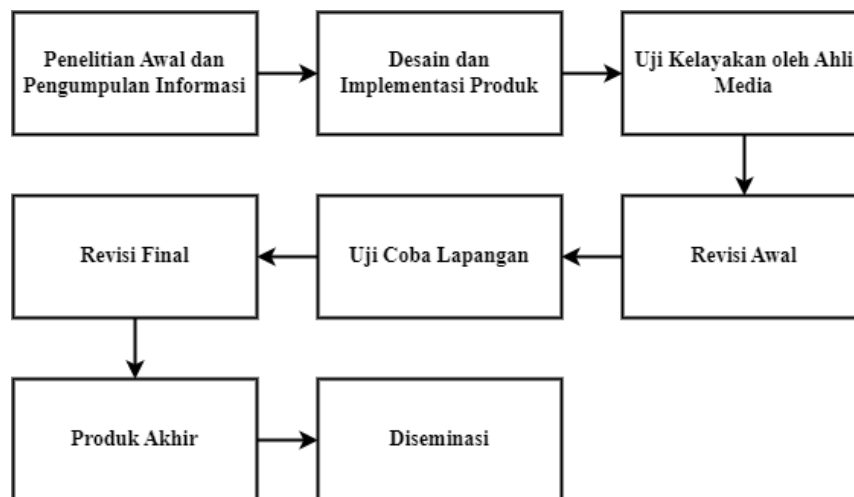 Penelitian Awal dan
Pengumpulan Informasi
Desain dan
Implementasi Produk
Uji Kelayakan oleh Ahli
Media
Revisi Awal
Uji Coba Lapangan
Revisi Final
Produk Akhir
Diseminasi